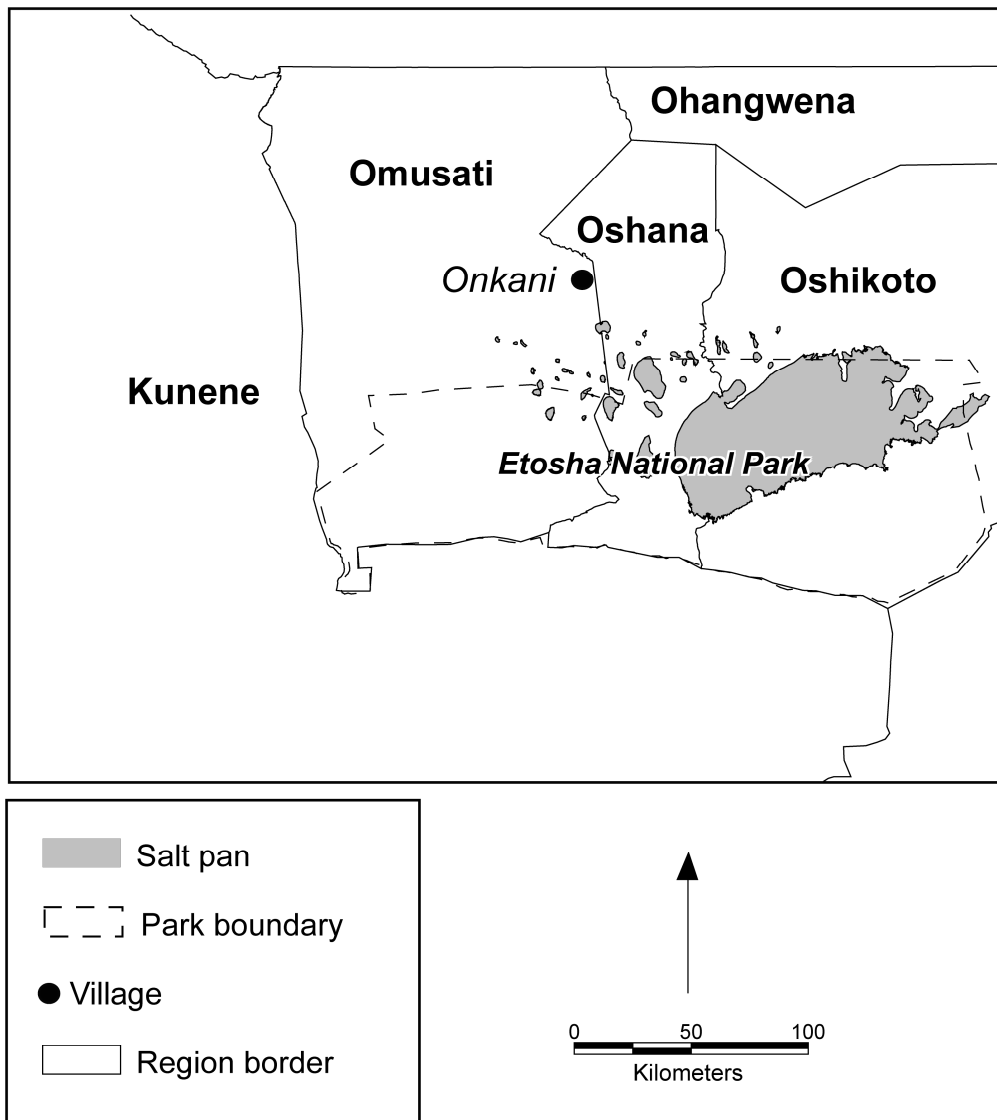 Ohangwena
Omusati
Oshana
Onkani
Oshikoto
Kunene
Etosha National Park
Salt pan
Park boundary
Village
Region border
0 50 100
Kilometers